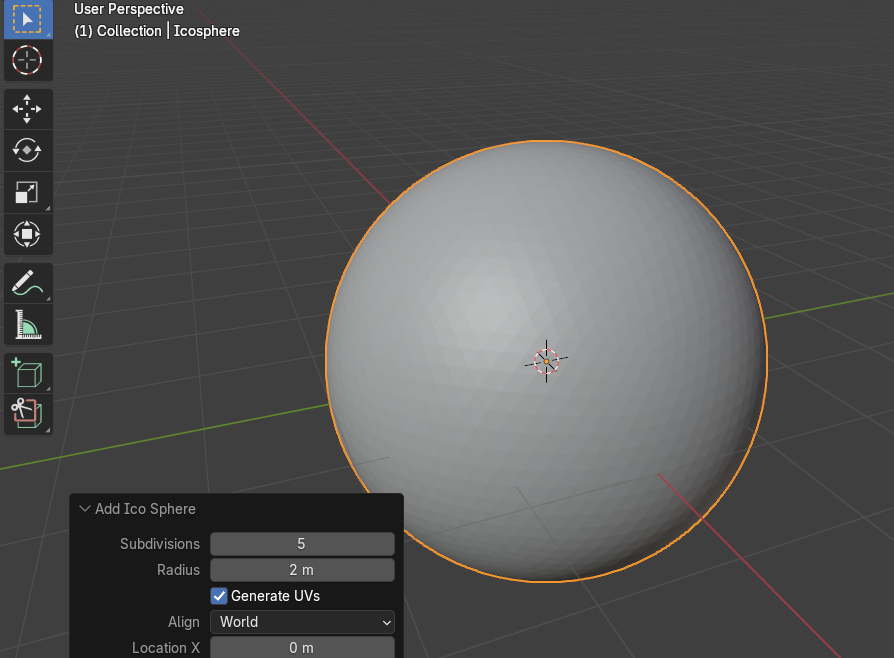 User Perspective
(1) Collection | Icosphere
Add Ico Sphere
Subdivisions 5
Radius 2 m
Generate UVs
Align World
Location X 0 m